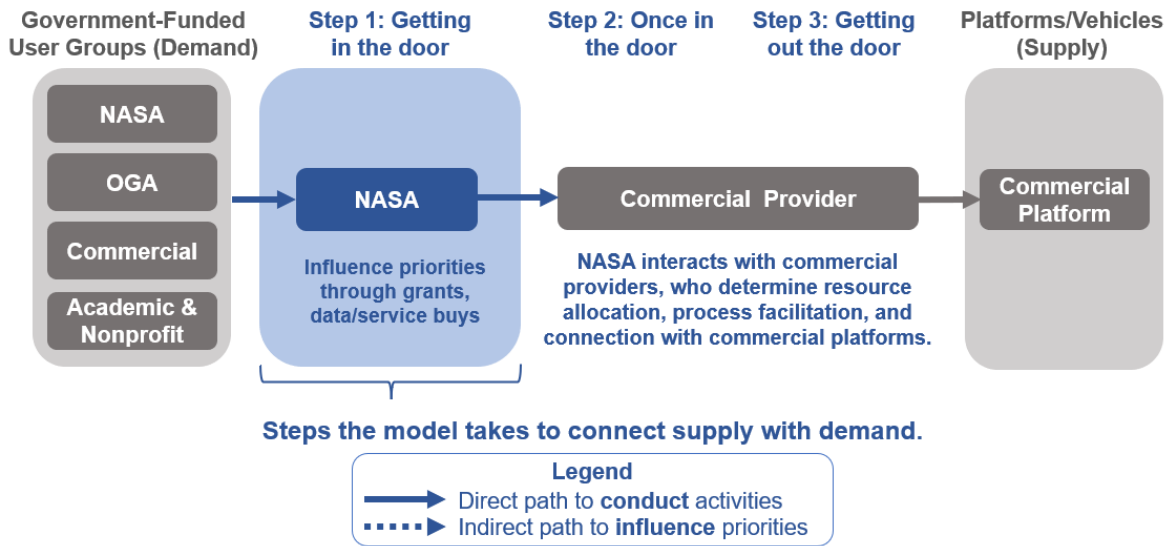 Government-Funded
User Groups (Demand)
Step 1: Getting
in the door
Step 2: Once in
the door
Step 3: Getting
out the door
Platforms/Vehicles
(Supply)
NASA
OGA
Commercial
Academic &
Nonprofit
NASA
Influence priorities
through grants,
data/service buys
Commercial Provider
NASA interacts with commercial
providers, who determine resource
allocation, process facilitation, and
connection with commercial platforms.
Commercial
Platform
Steps the model takes to connect supply with demand.
Legend
Direct path to conduct activities
Indirect path to influence priorities